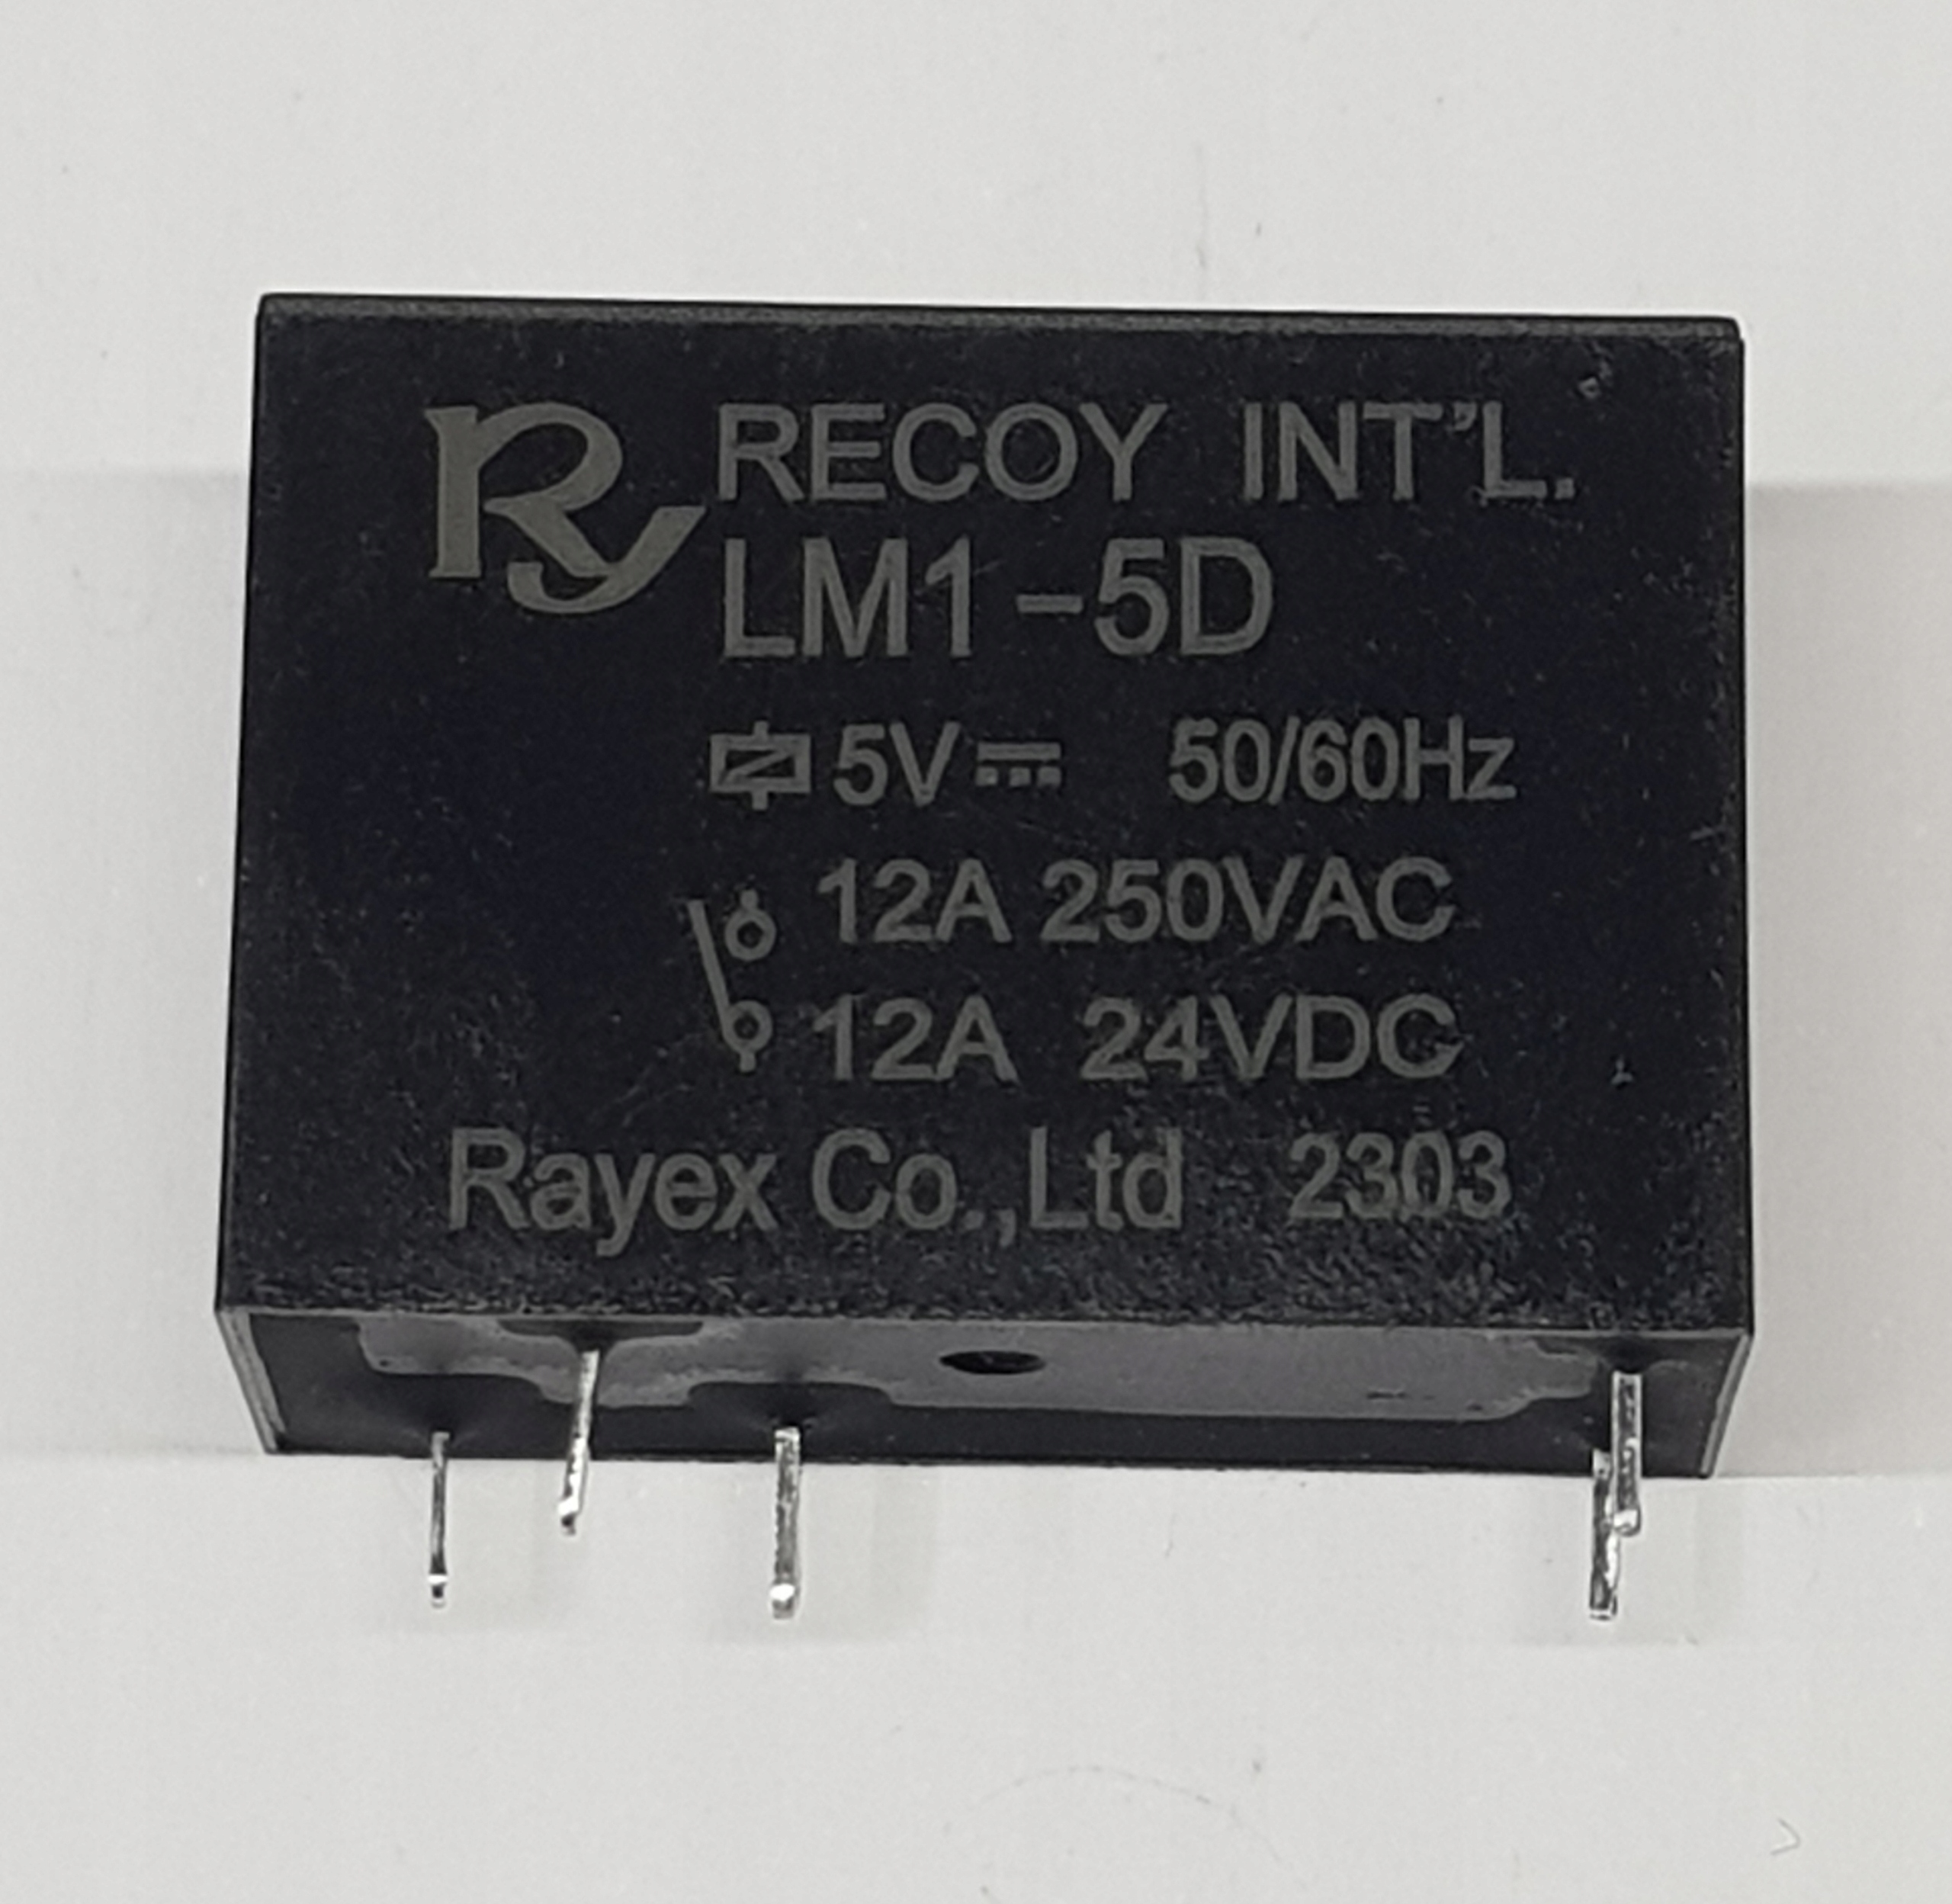 Ry RECOY INT'L.
LM1-5D
5V 50/60Hz
12A 250VAC
12A 24VDC
Rayex Co.,Ltd 2303